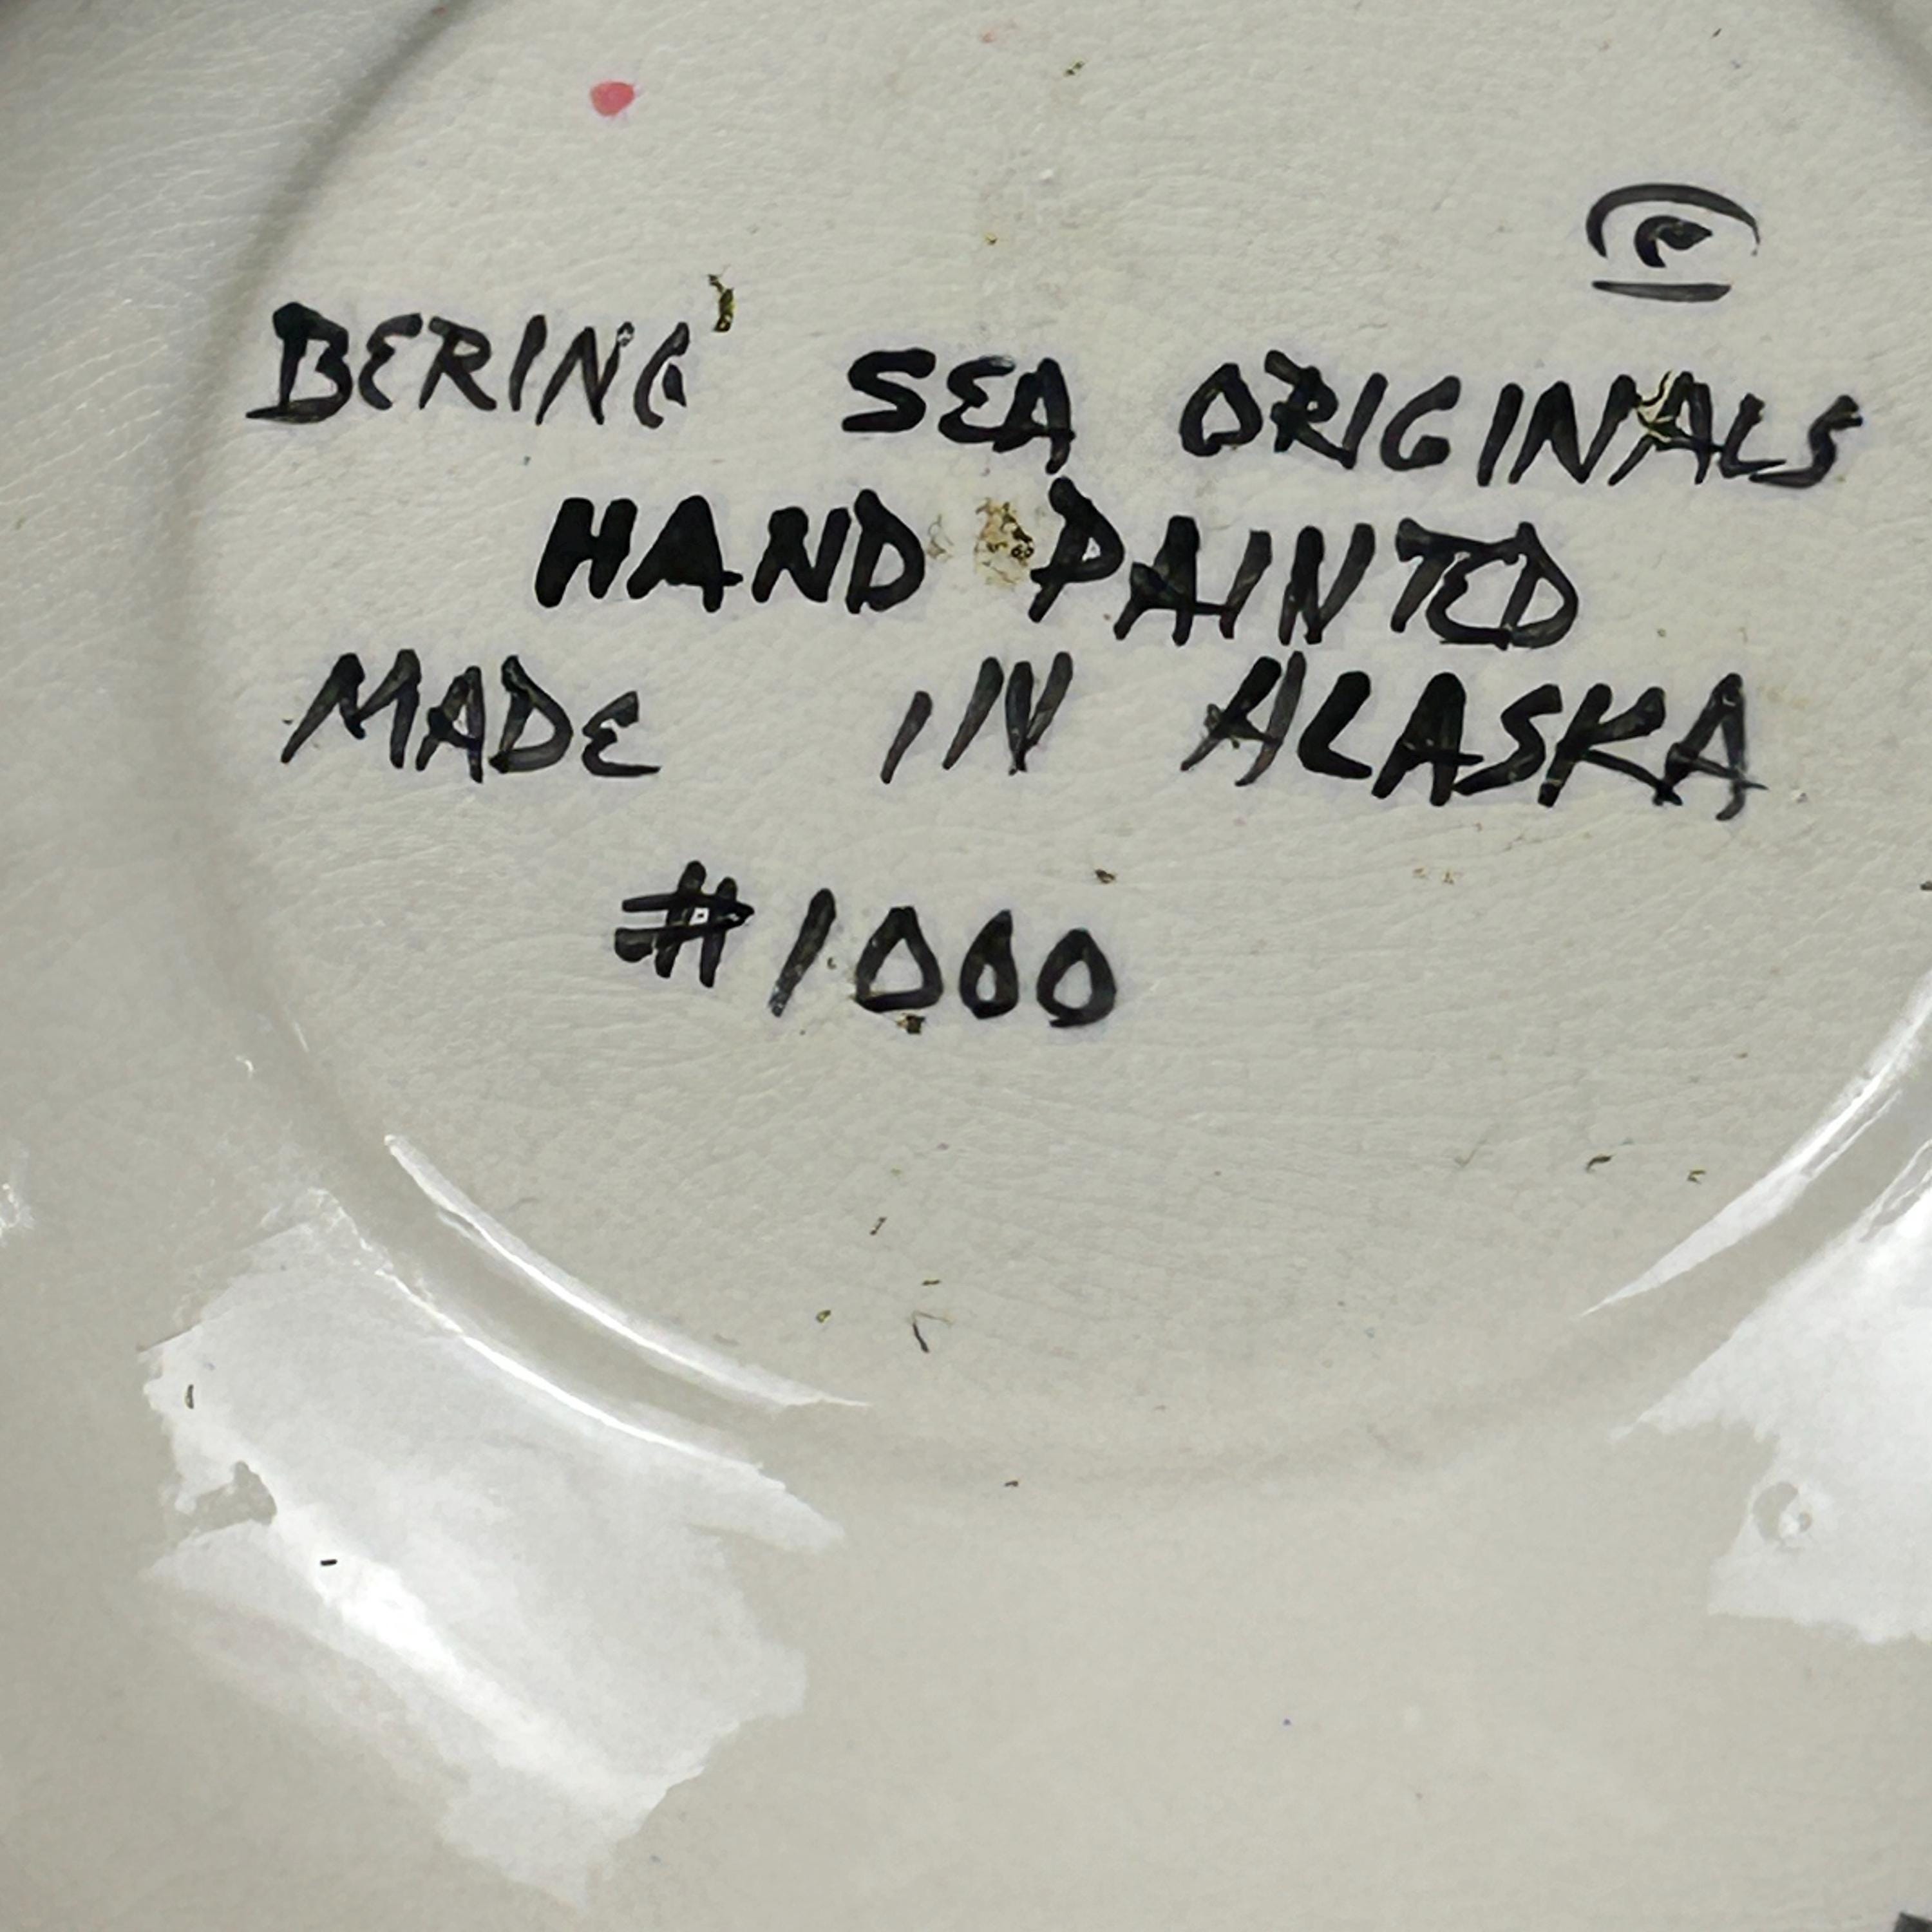 ©
BERING SEA ORIGINALS
HAND PAINTED
MADE IN ALASKA
#1000